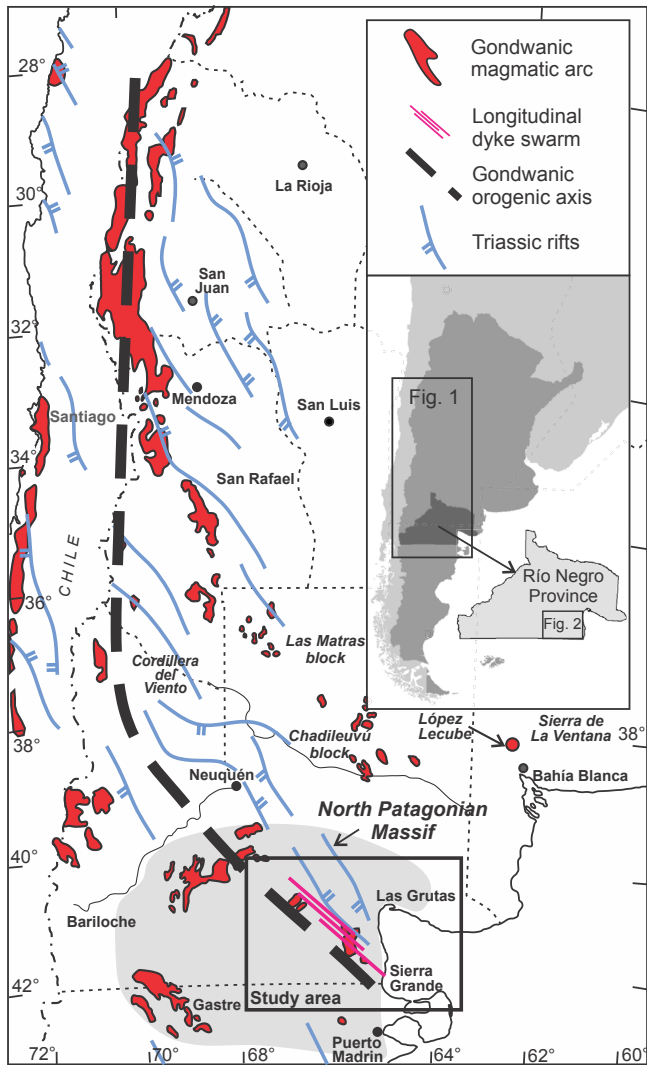 28°
30°
32°
34°
36°
38°
40°
42°
72°
70°
68°
66°
64°
62°
60°
38°
Gondwanic
magmatic arc
Longitudinal
dyke swarm
Gondwanic
orogenic axis
Triassic rifts
Fig. 1
Río Negro
Province
Fig. 2
La Rioja
San
Juan
Mendoza
San Luis
Santiago
San Rafael
CHILE
Las Matras
block
Cordillera
del
Viento
Chadileuvú
block
López
Lecube
Sierra de
La Ventana
Bahía Blanca
Neuquén
North Patagonian
Massif
Las Grutas
Bariloche
Sierra
Grande
Gastre
Study area
Puerto
Madrin